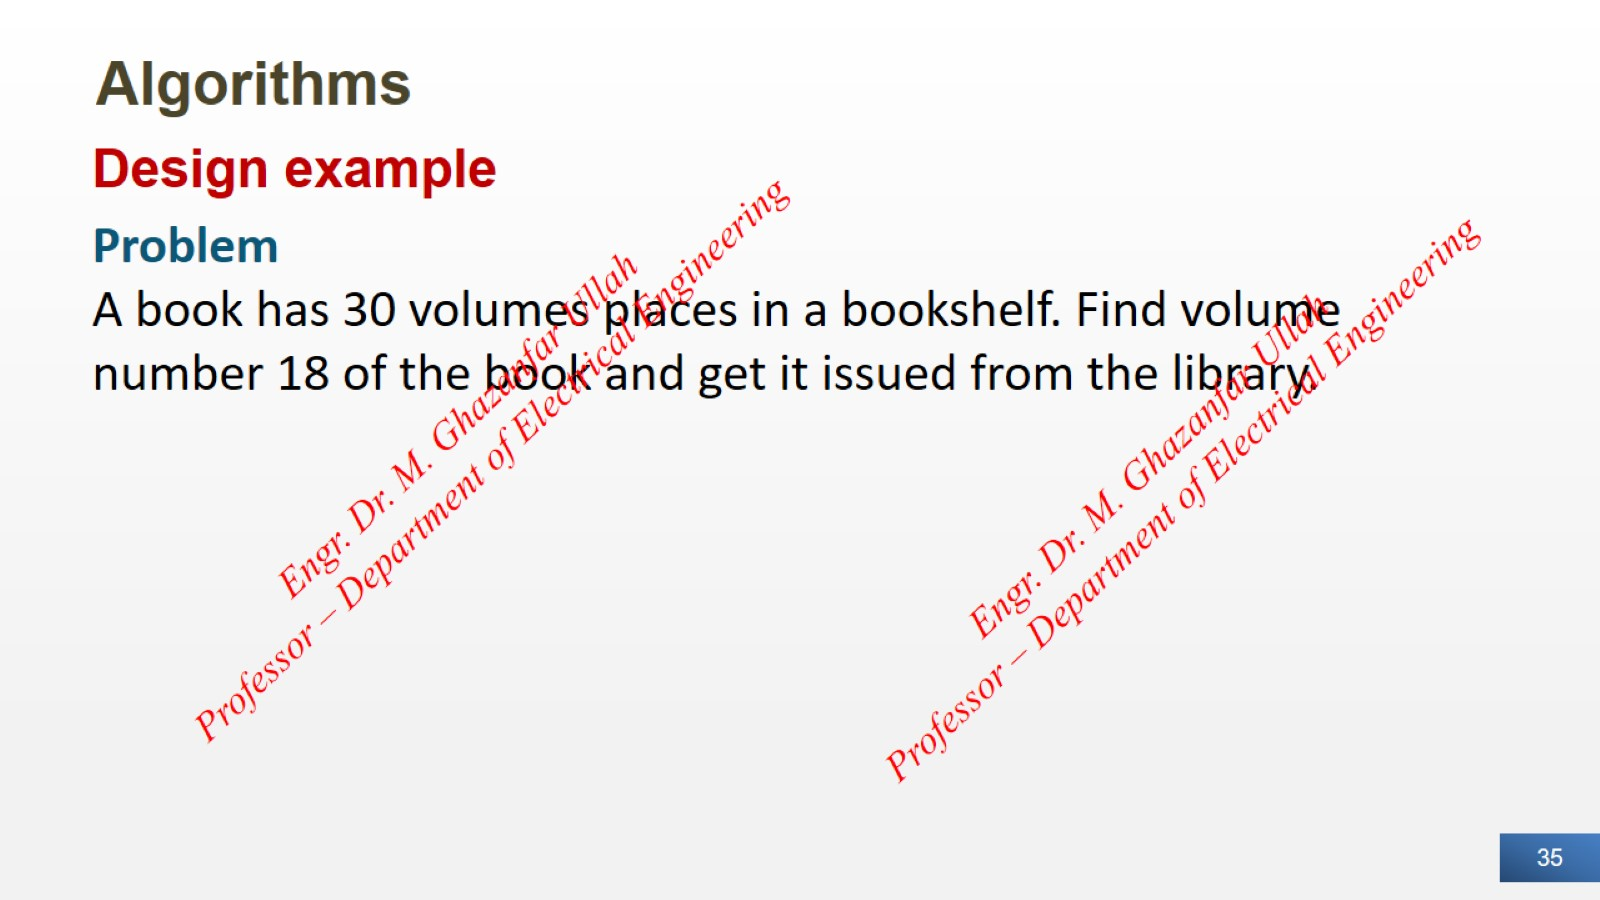 Algorithms
Design example
Problem
A book has 30 volumes places in a bookshelf. Find volume
number 18 of the book and get it issued from the library.
Engr. Dr. M. Ghazanfar Ullah
Professor – Department of Electrical Engineering
Engr. Dr. M. Ghazanfar Ullah
Professor – Department of Electrical Engineering
35